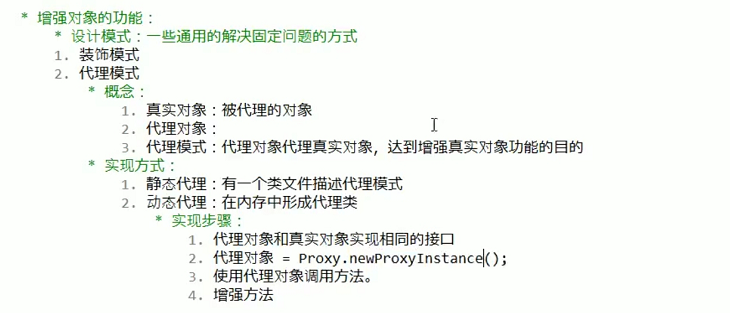 * 增强对象的功能：
* 设计模式：一些通用的解决固定问题的方式
1. 装饰模式
2. 代理模式
* 概念：
1. 真实对象：被代理的对象
2. 代理对象：
3. 代理模式：代理对象代理真实对象，达到增强真实对象功能的目的
* 实现方式：
1. 静态代理：有一个类文件描述代理模式
2. 动态代理：在内存中形成代理类
* 实现步骤：
1. 代理对象和真实对象实现相同的接口
2. 代理对象 = Proxy.newProxyInstance();
3. 使用代理对象调用方法。
4. 增强方法